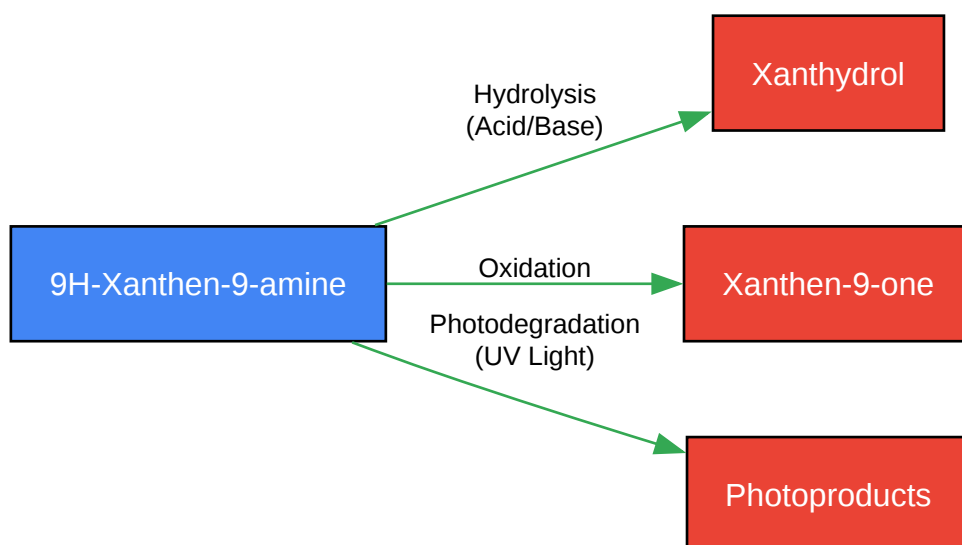 Xanthydrol
Hydrolysis
(Acid/Base)
9H-Xanthen-9-amine
Oxidation
Xanthen-9-one
Photodegradation
(UV Light)
Photoproducts